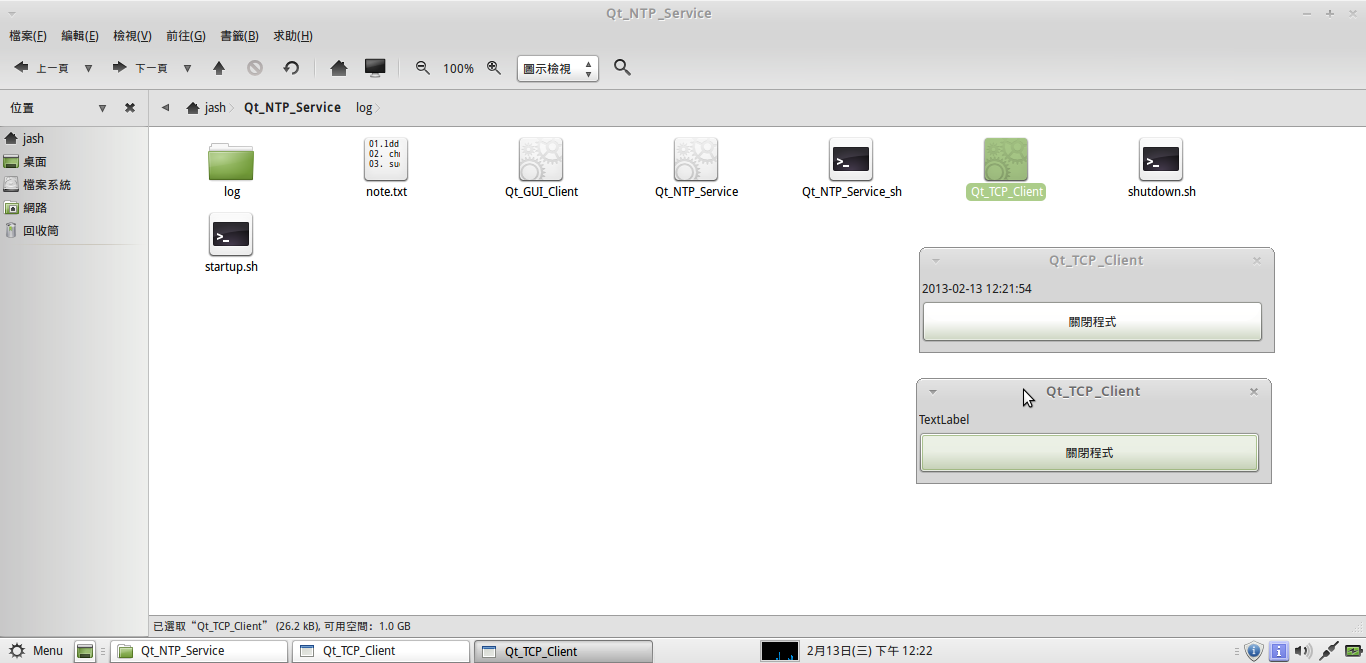 Qt_NTP_Service
檔案(F) 編輯(E) 檢視(V) 前往(G) 書籤(B) 求助(H)
上一頁 下一頁 100% 圖示檢視
位置 jash Qt_NTP_Service log
jash
桌面
檔案系統
網路
回收筒
01.ldd
02. ch
03. su
log note.txt Qt_GUI_Client Qt_NTP_Service Qt_NTP_Service_sh Qt_TCP_Client shutdown.sh
startup.sh
Qt_TCP_Client
2013-02-13 12:21:54
關閉程式
Qt_TCP_Client
TextLabel
關閉程式
已選取“Qt_TCP_Client” (26.2 kB), 可用空間: 1.0 GB
Menu Qt_NTP_Service Qt_TCP_Client Qt_TCP_Client 2月13日(三) 下午 12:22